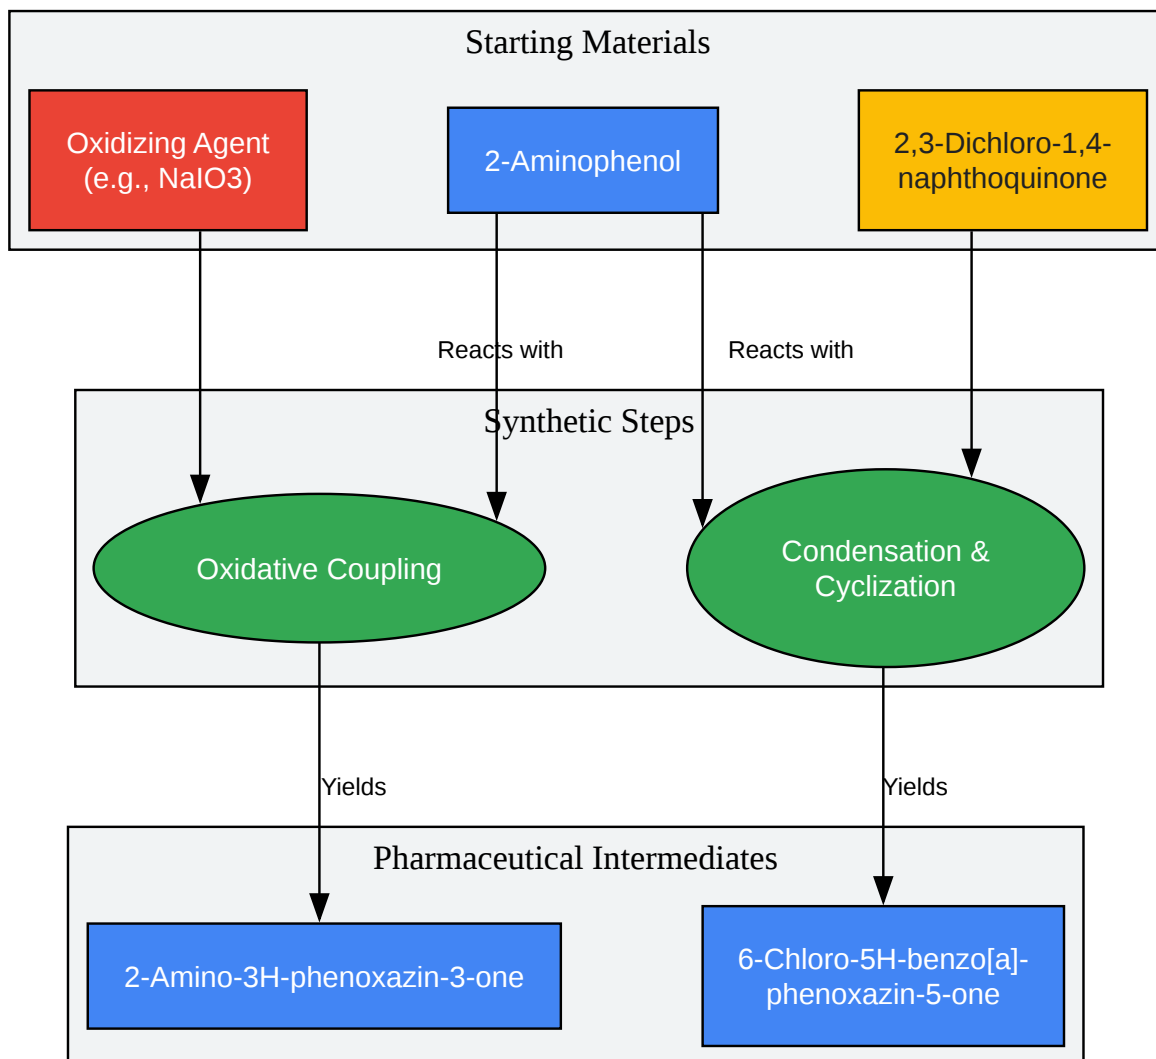 Starting Materials
Oxidizing Agent
(e.g., NaIO3)
2-Aminophenol
2,3-Dichloro-1,4-
naphthoquinone
Reacts with
Reacts with
Synthetic Steps
Oxidative Coupling
Condensation &
Cyclization
Yields
Yields
Pharmaceutical Intermediates
2-Amino-3H-phenoxazin-3-one
6-Chloro-5H-benzo[a]-
phenoxazin-5-one